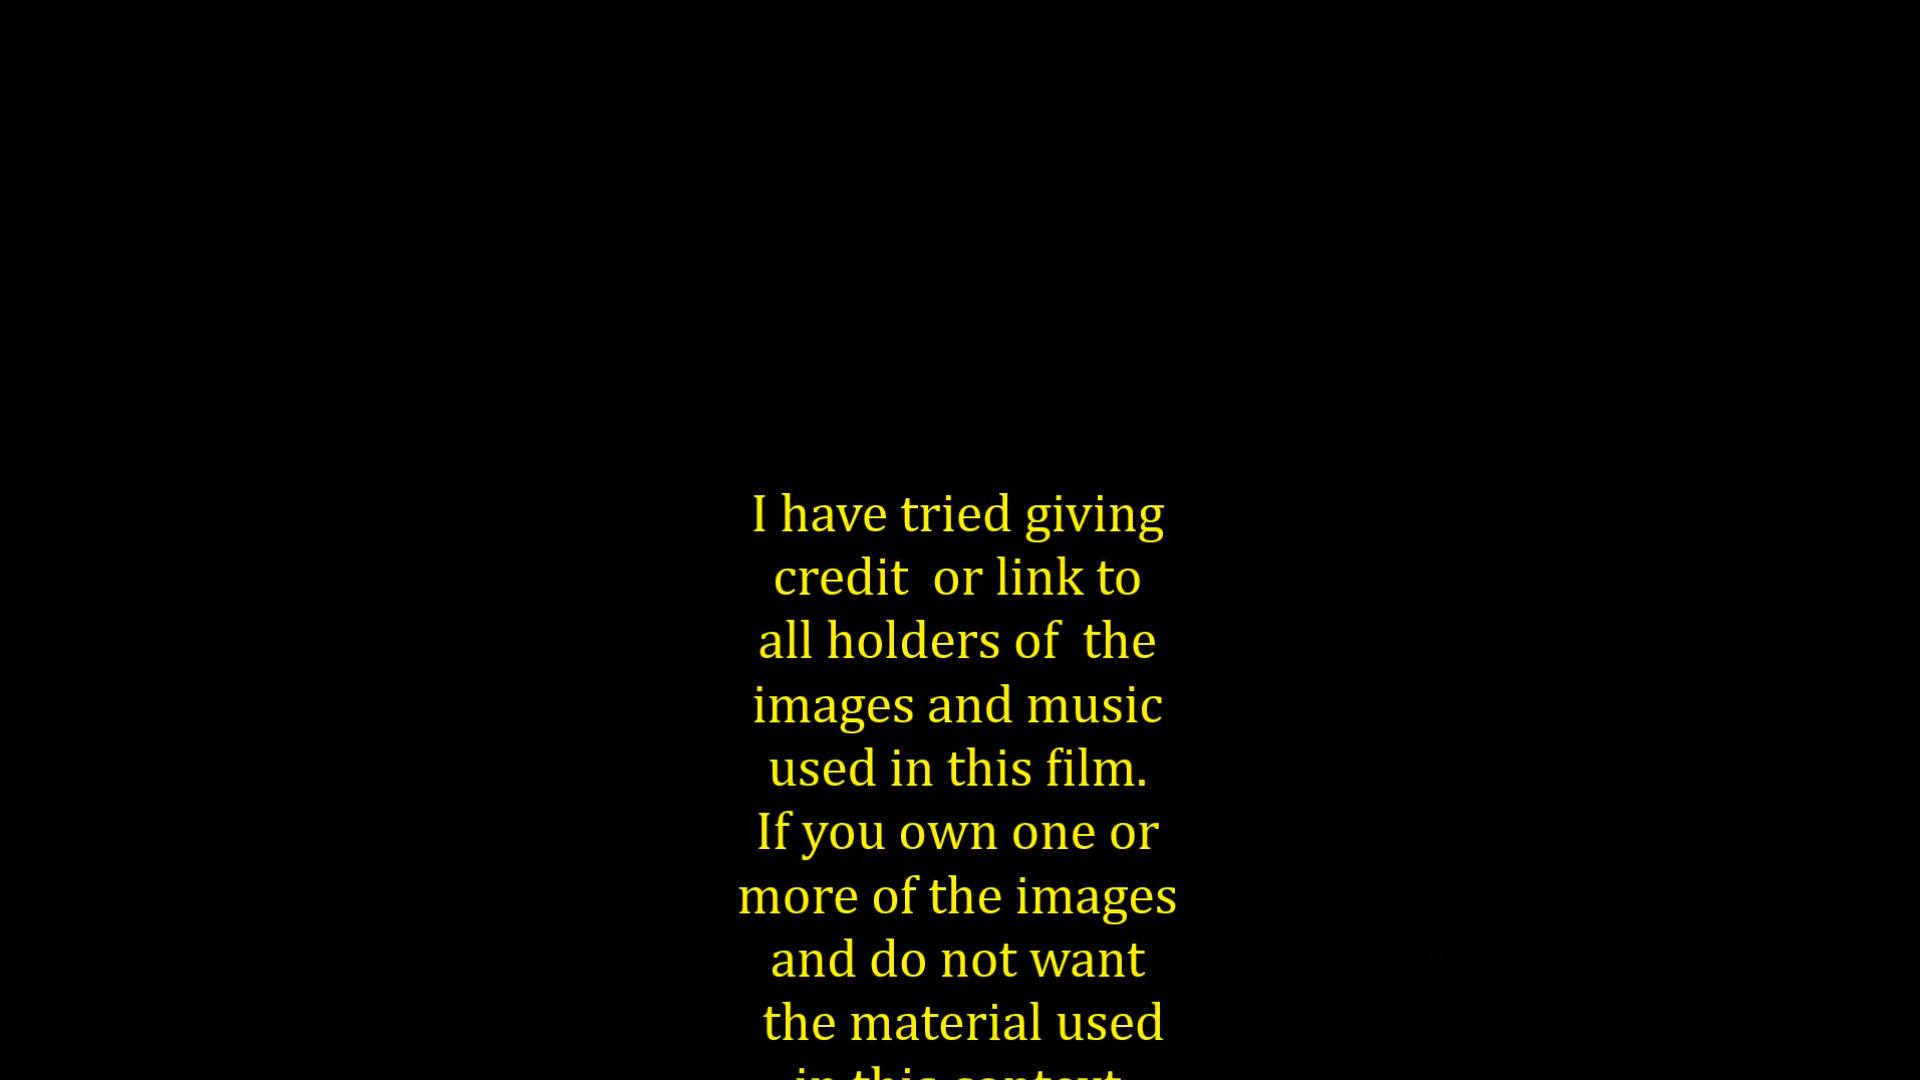 I have tried giving
credit  or link to
all holders of  the
images and music
used in this film.
If you own one or
more of the images
and do not want
the material used
in this context